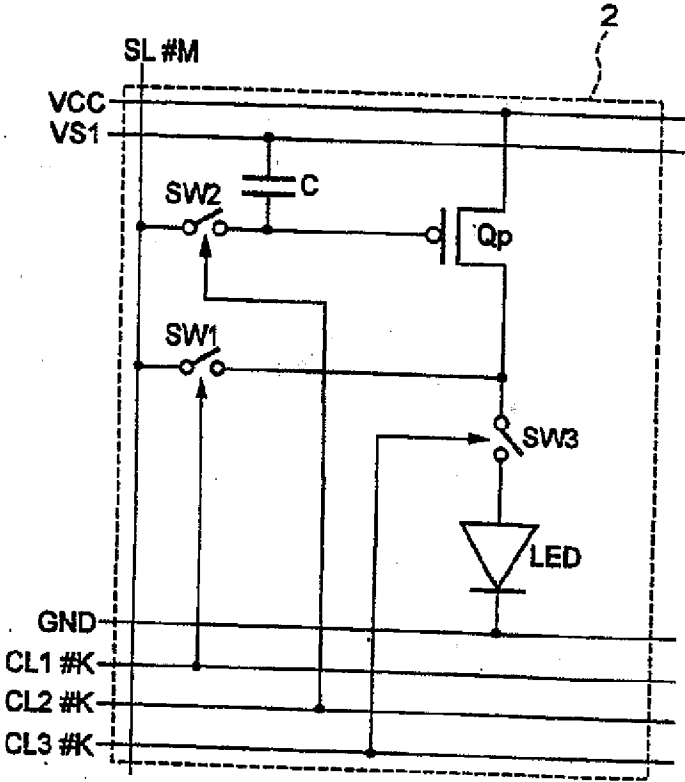 2
SL #M
VCC
VS1
C
SW2
Qp
SW1
SW3
LED
GND
CL1 #K
CL2 #K
CL3 #K